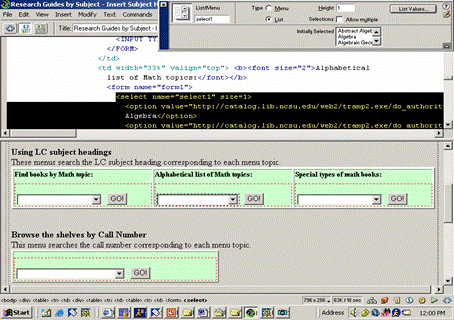 Research Guides by Subject - Insert Subject H
File Edit View Insert Modify Text Commands
Title: Research Guides by Sub
List/Menu
select1
Type Menu
List
Height 1
Selections Allow multiple
List Values...
Initially Selected
Abstract Alge
Algebra
Algebraic Geo
<INPUT T
</FORM>
</td>
<td width="33%" valign="top"> <b><font size="2">Alphabetical
list of Math topics:</font></b>
<form name="form1">
<select name="select1" size=1>
<option value="http://catalog.lib.ncsu.edu/web2/tramp2.exe/do_authorit
Algebra</option>
<option value="http://catalog.lib.ncsu.edu/web2/tramp2.exe/do_authorit
Using LC subject headings
These menus search the LC subject heading corresponding to each menu topic.
Find books by Math topic:
Alphabetical list of Math topics:
Special types of math books:
GO!
GO!
GO!
Browse the shelves by Call Number
This menu searches the call number corresponding to each menu topic.
GO!
<body> <div> <table> <tr> <td> <div> <table> <tr> <td> <form> <select>
796 x 286
63K / 18 sec
Start
Address
12:00 PM